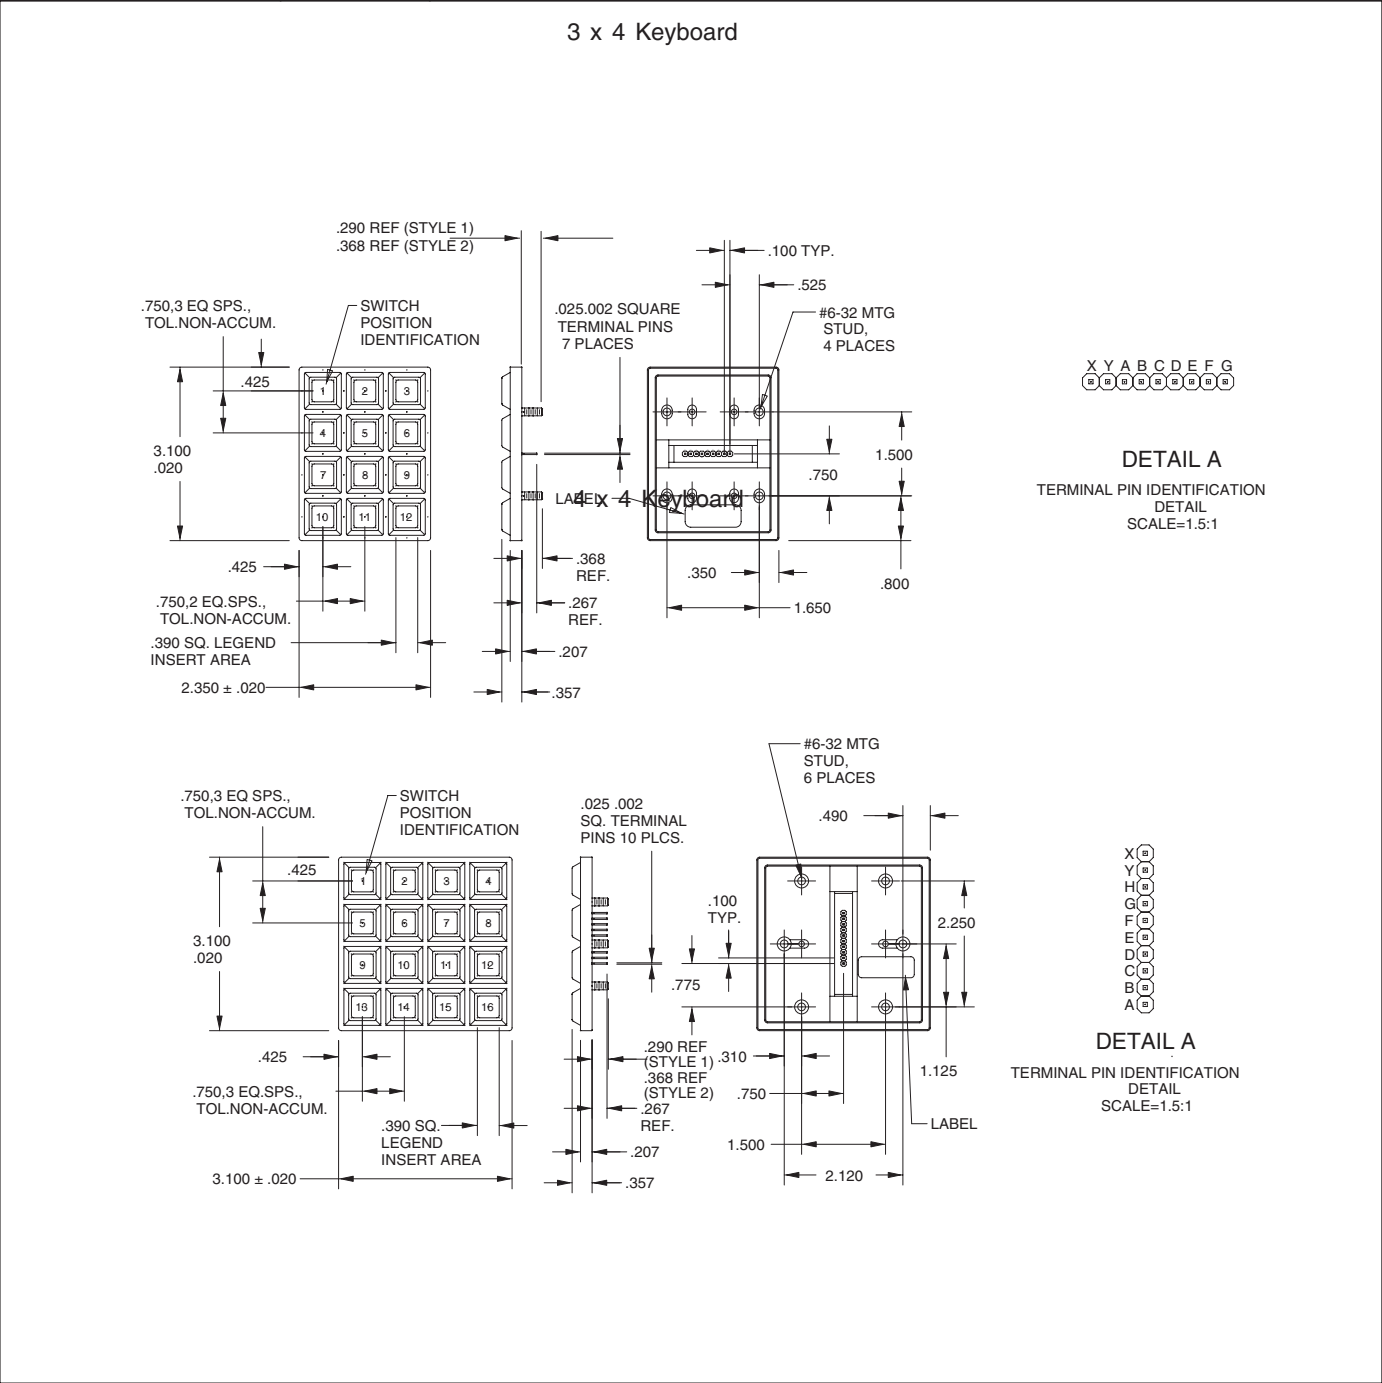 3 x 4 Keyboard
.290 REF (STYLE 1)
.368 REF (STYLE 2)
.100 TYP.
.525
.750,3 EQ SPS.,
TOL.NON-ACCUM.
SWITCH
POSITION
IDENTIFICATION
.025.002 SQUARE
TERMINAL PINS
7 PLACES
#6-32 MTG
STUD,
4 PLACES
.425
3.100
.020
1 2 3
4 5 6
7 8 9
10 11 12
1.500
.750
LABEL
4 x 4 Keyboard
X Y A B C D E F G
DETAIL A
TERMINAL PIN IDENTIFICATION
DETAIL
SCALE=1.5:1
.425
.368
REF.
.350
.800
.750,2 EQ.SPS.,
TOL.NON-ACCUM.
.267
REF.
1.650
.390 SQ. LEGEND
INSERT AREA
.207
2.350 ± .020
.357
#6-32 MTG
STUD,
6 PLACES
.750,3 EQ SPS.,
TOL.NON-ACCUM.
SWITCH
POSITION
IDENTIFICATION
.025 .002
SQ. TERMINAL
PINS 10 PLCS.
.490
.425
3.100
.020
1 2 3 4
5 6 7 8
9 10 11 12
13 14 15 16
.100
TYP.
.775
2.250
X
Y
H
G
F
E
D
C
B
A
DETAIL A
TERMINAL PIN IDENTIFICATION
DETAIL
SCALE=1.5:1
.425
.290 REF
(STYLE 1)
.368 REF
(STYLE 2)
.310
1.125
.750,3 EQ.SPS.,
TOL.NON-ACCUM.
.267
REF.
.750
.390 SQ.
LEGEND
INSERT AREA
LABEL
.207
1.500
3.100 ± .020
.357
2.120